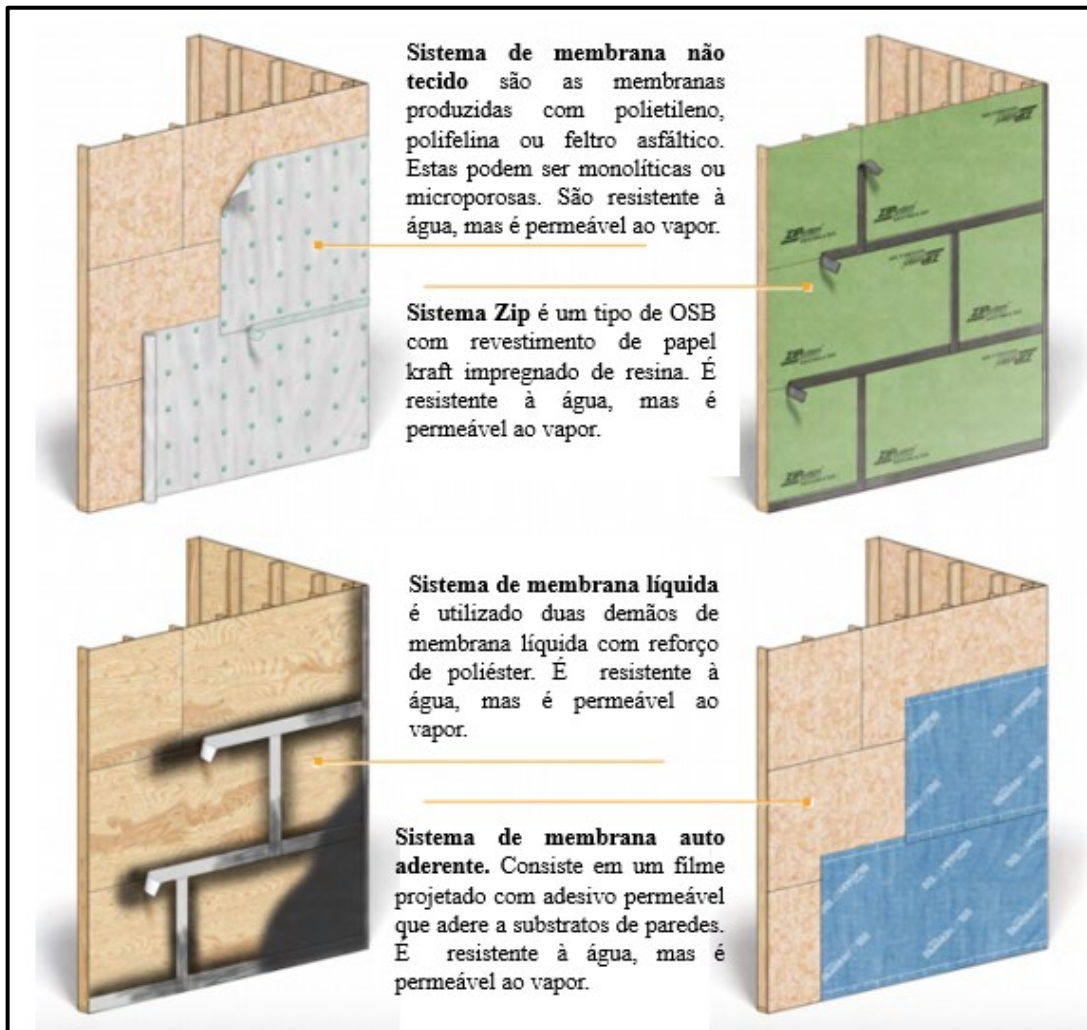 Sistema de membrana não
tecido são as membranas
produzidas com polietileno,
polifelina ou feltro asfáltico.
Estas podem ser monolíticas ou
microporosas. São resistente à
água, mas é permeável ao vapor.
Sistema Zip é um tipo de OSB
com revestimento de papel
kraft impregnado de resina. É
resistente à água, mas é
permeável ao vapor.
Sistema de membrana líquida
é utilizado duas demãos de
membrana líquida com reforço
de poliéster. É resistente à
água, mas é permeável ao
vapor.
Sistema de membrana auto
aderente. Consiste em um filme
projetado com adesivo permeável
que adere a substratos de paredes.
É resistente à água, mas é
permeável ao vapor.